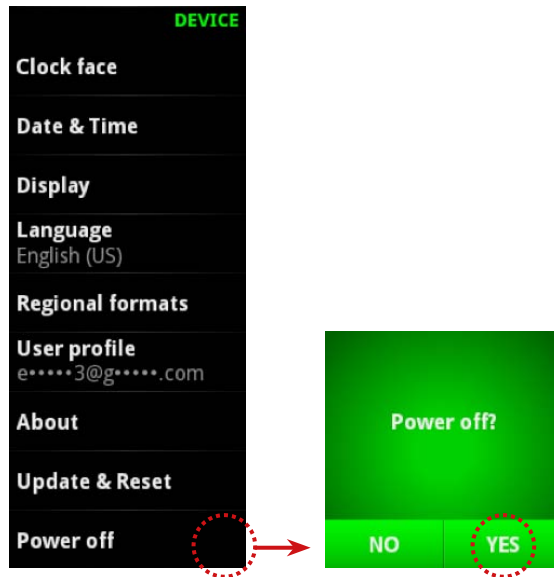 DEVICE
Clock face
Date & Time
Display
Language
English (US)
Regional formats
User profile
e•••••3@g•••••.com
About
Update & Reset
Power off
Power off?
NO YES